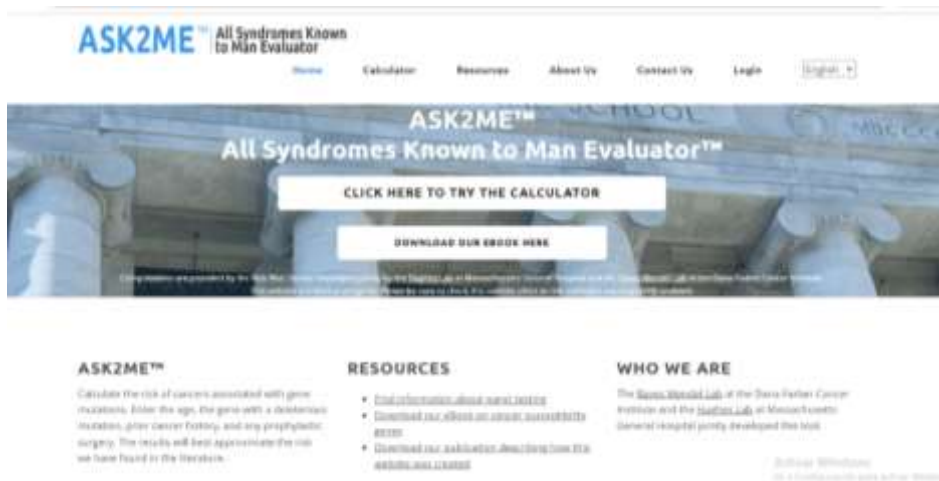 ASK2ME™ All Syndromes Known
to Man Evaluator
Home Calculator Resources About Us Contact Us Login English
SCHOOL
ASK2ME™
All Syndromes Known to Man Evaluator™
CLICK HERE TO TRY THE CALCULATOR
DOWNLOAD OUR EBOOK HERE
ASK2ME™
Calculate the risk of cancers associated with gene
mutations. Enter the age, the gene with a deleterious
mutation, prior cancer history, and any prophylactic
surgery. The results will best approximate the risk
we have found in the literature.
RESOURCES
Find information about panel testing
Download our eBook on cancer susceptibility
genes
Download our publication describing how this
website was created
WHO WE ARE
The Bayes Mendel Lab at the Dana Farber Cancer
Institute and the Hughes Lab at Massachusetts
General Hospital jointly developed this tool.
Activar Windows